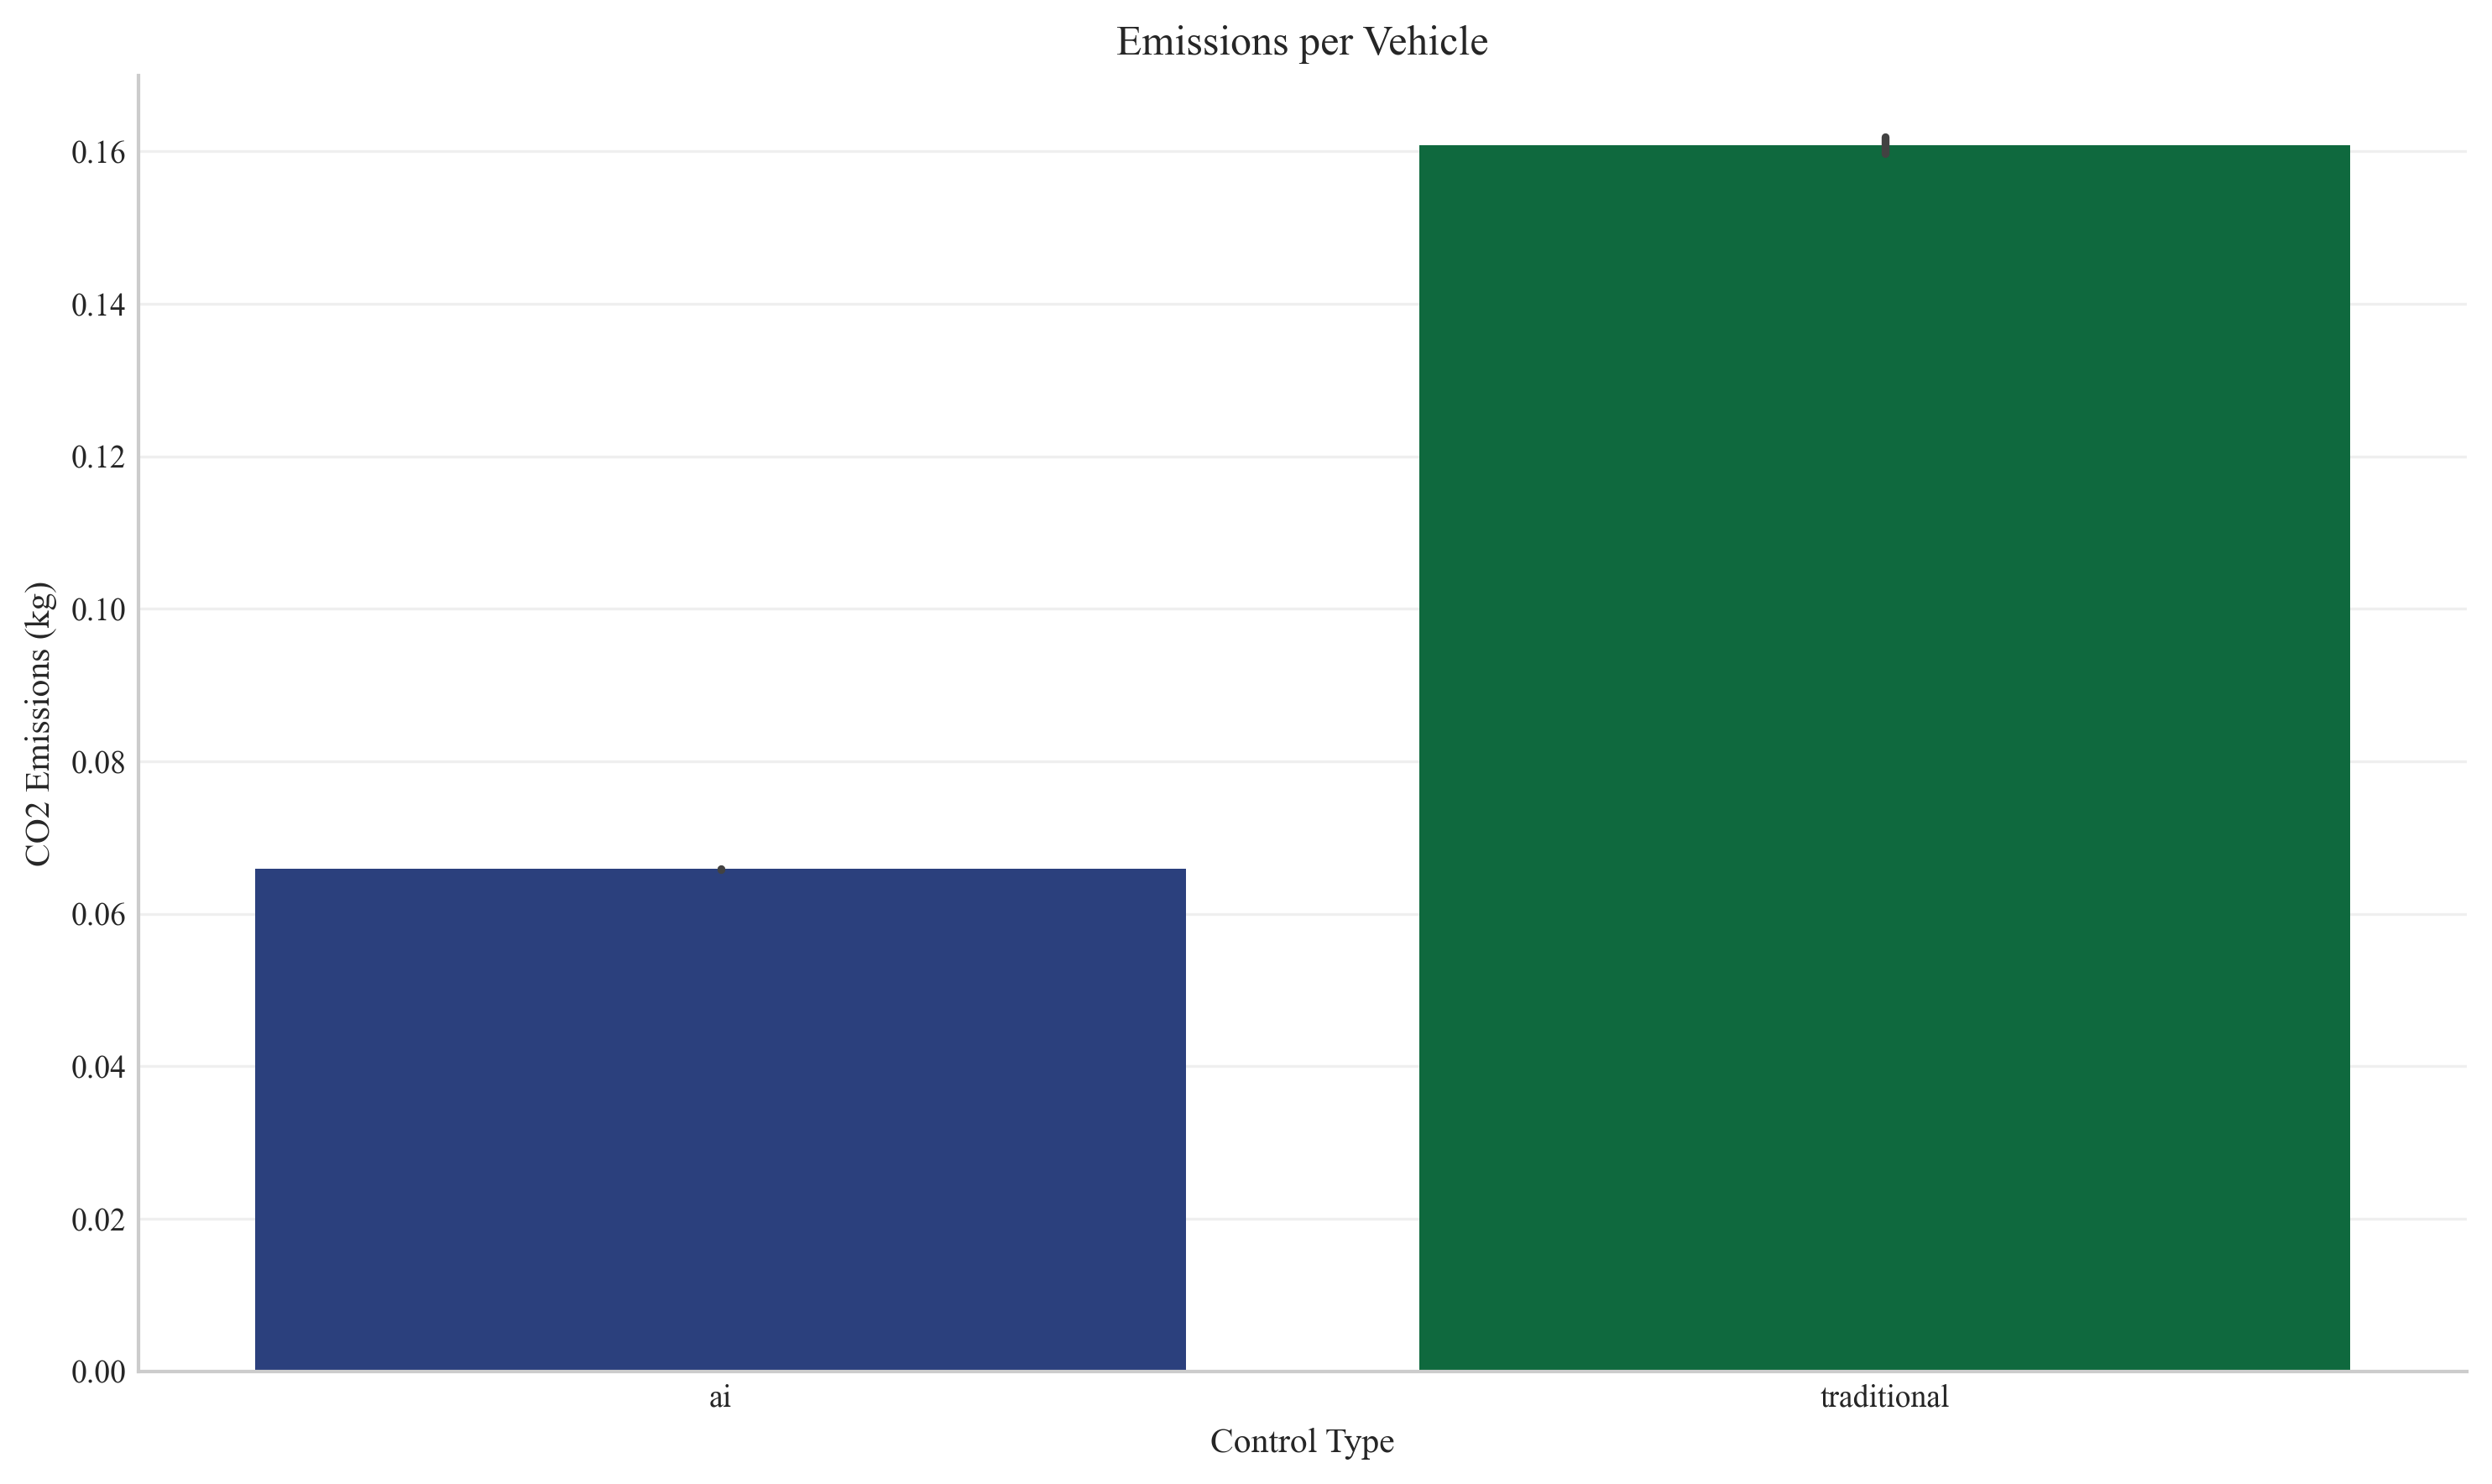 Emissions per Vehicle
0.16
0.14
0.12
0.10
0.08
0.06
0.04
0.02
0.00
CO2 Emissions (kg)
ai
traditional
Control Type